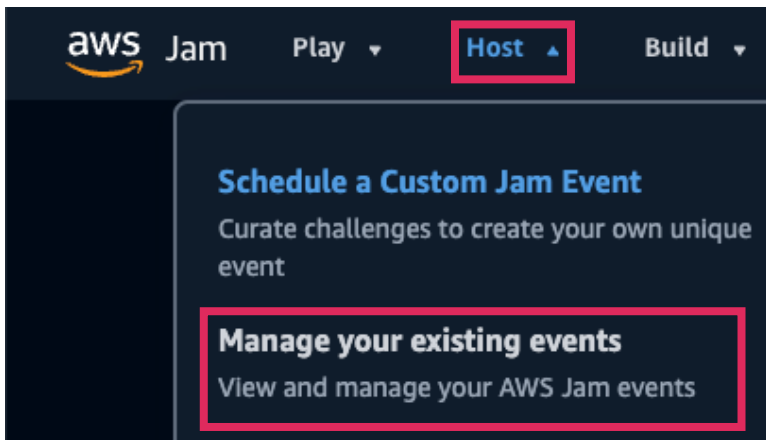 aws Jam Play Host Build
Schedule a Custom Jam Event
Curate challenges to create your own unique
event
Manage your existing events
View and manage your AWS Jam events